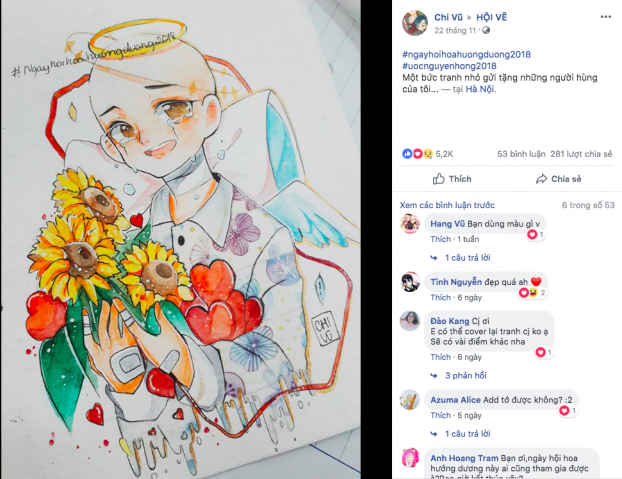 #Ngayhoihoahuongduong2018
CHI
VŨ
Chi Vũ ▸ HỘI VẼ
22 tháng 11 ·
#ngayhoihoahuongduong2018
#uocnguyenhong2018
Một bức tranh nhỏ gửi tặng những người hùng
của tôi... — tại Hà Nội.
5,2K 53 bình luận 281 lượt chia sẻ
Thích Chia sẻ
Xem các bình luận trước 6 trong số 53
Hang Vũ Bạn dùng màu gì v
1
Thích · 1 tuần
1 câu trả lời
Tình Nguyễn đẹp quá ah ❤
2
Thích · 6 ngày
Đào Kang Cj ơi
E có thể cover lại tranh cj ko ạ
Sẽ có vài điểm khác nha
1
Thích · 6 ngày
3 phản hồi
Azuma Alice Add tớ được không? :2
1
Thích · 5 ngày
1 câu trả lời
Anh Hoang Tram Bạn ơi,ngày hội hoa
hướng dương này ai cũng tham gia được